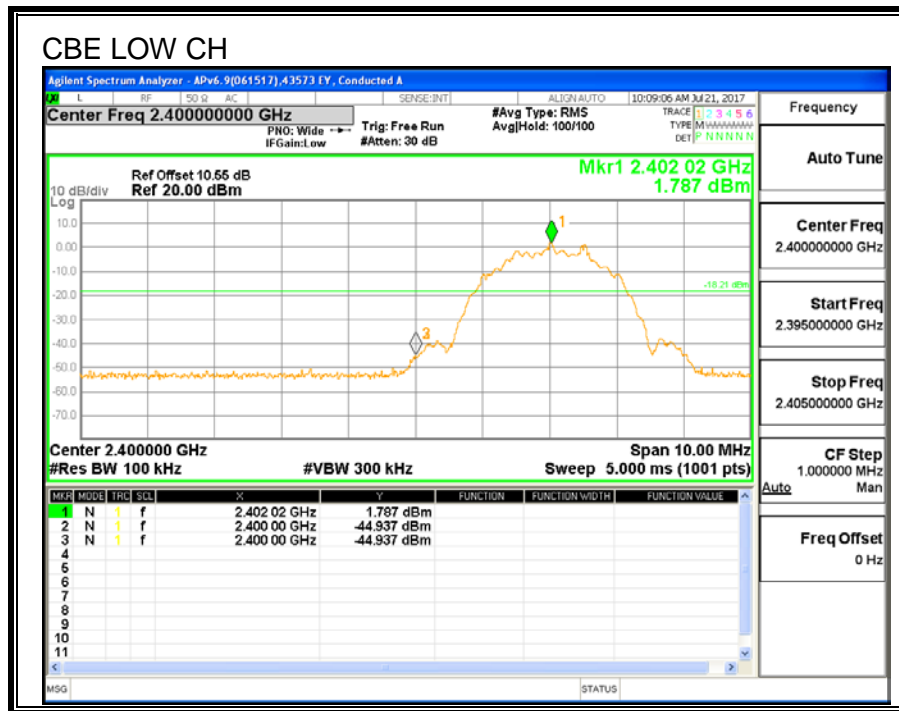 CBE LOW CH
Agilent Spectrum Analyzer - APv6.9(061517),43573 EY, Conducted A
L RF 50 Ω AC SENSE:INT ALIGN AUTO 10:09:06 AM Jul 21, 2017
Center Freq 2.400000000 GHz
PNO: Wide
IFGain:Low
Trig: Free Run
#Atten: 30 dB
#Avg Type: RMS
Avg|Hold: 100/100
TRACE 1 2 3 4 5 6
TYPE M
DET P N N N N N
Mkr1 2.402 02 GHz
1.787 dBm
Ref Offset 10.55 dB
10 dB/div Ref 20.00 dBm
Log
10.0
0.00
-10.0
-20.0
-30.0
-40.0
-50.0
-60.0
-70.0
1
3
-18.21 dBm
Center 2.400000 GHz Span 10.00 MHz
#Res BW 100 kHz #VBW 300 kHz Sweep 5.000 ms (1001 pts)
MKR MODE TRC SCL X Y FUNCTION FUNCTION WIDTH FUNCTION VALUE
1 N 1 f 2.402 02 GHz 1.787 dBm
2 N 1 f 2.400 00 GHz -44.937 dBm
3 N 1 f 2.400 00 GHz -44.937 dBm
4
5
6
7
8
9
10
11
MSG STATUS
Frequency
Auto Tune
Center Freq
2.400000000 GHz
Start Freq
2.395000000 GHz
Stop Freq
2.405000000 GHz
CF Step
1.000000 MHz
Auto Man
Freq Offset
0 Hz